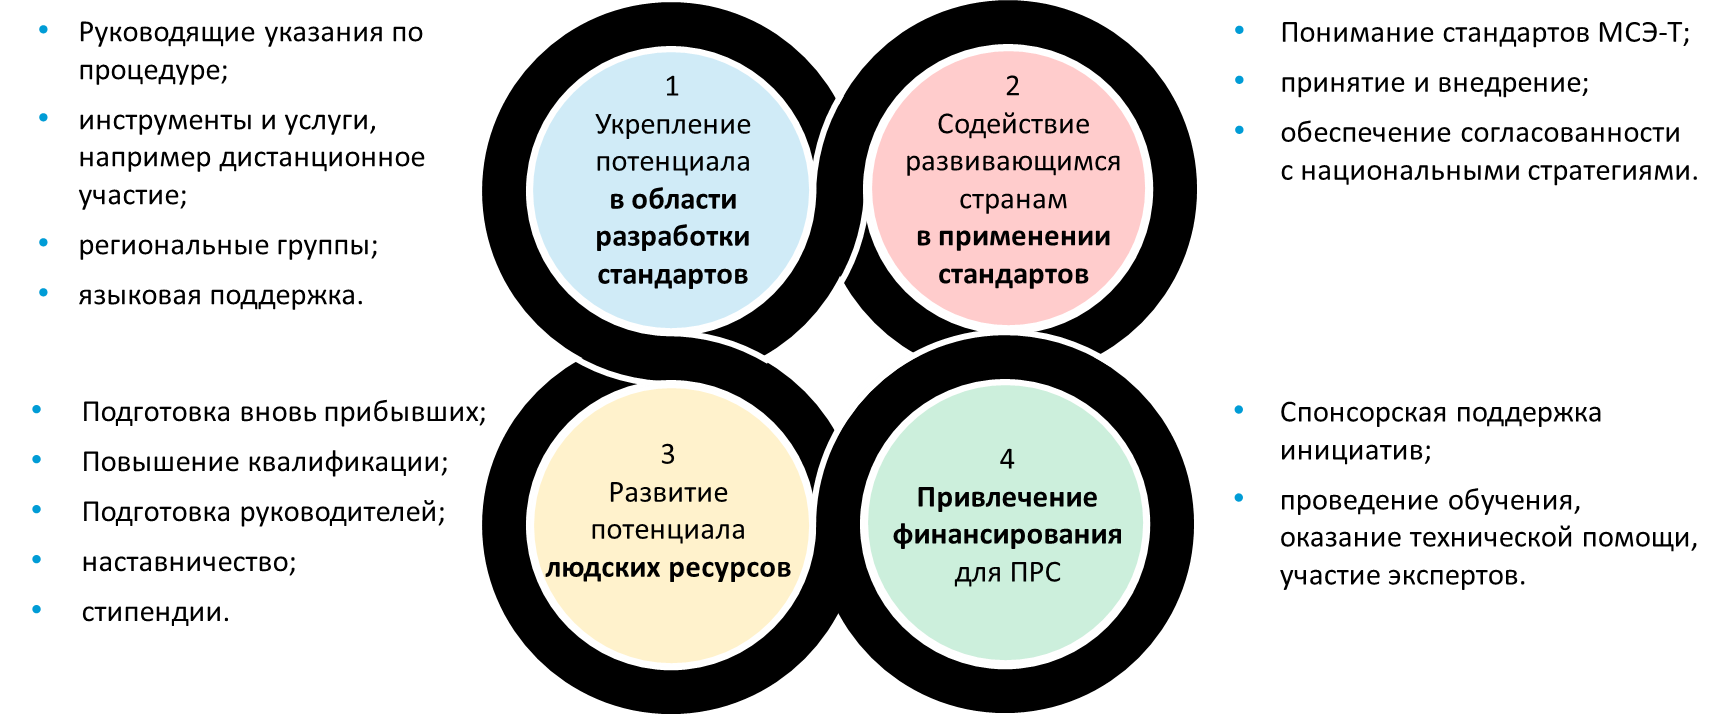 • Руководящие указания по
процедуре;
• инструменты и услуги,
например дистанционное
участие;
• региональные группы;
• языковая поддержка.
1
Укрепление
потенциала
в области
разработки
стандартов
2
Содействие
развивающимся
странам
в применении
стандартов
• Понимание стандартов МСЭ-Т;
• принятие и внедрение;
• обеспечение согласованности
с национальными стратегиями.
• Подготовка вновь прибывших;
• Повышение квалификации;
• Подготовка руководителей;
• наставничество;
• стипендии.
3
Развитие
потенциала
людских ресурсов
4
Привлечение
финансирования
для ПРС
• Спонсорская поддержка
инициатив;
• проведение обучения,
оказание технической помощи,
участие экспертов.